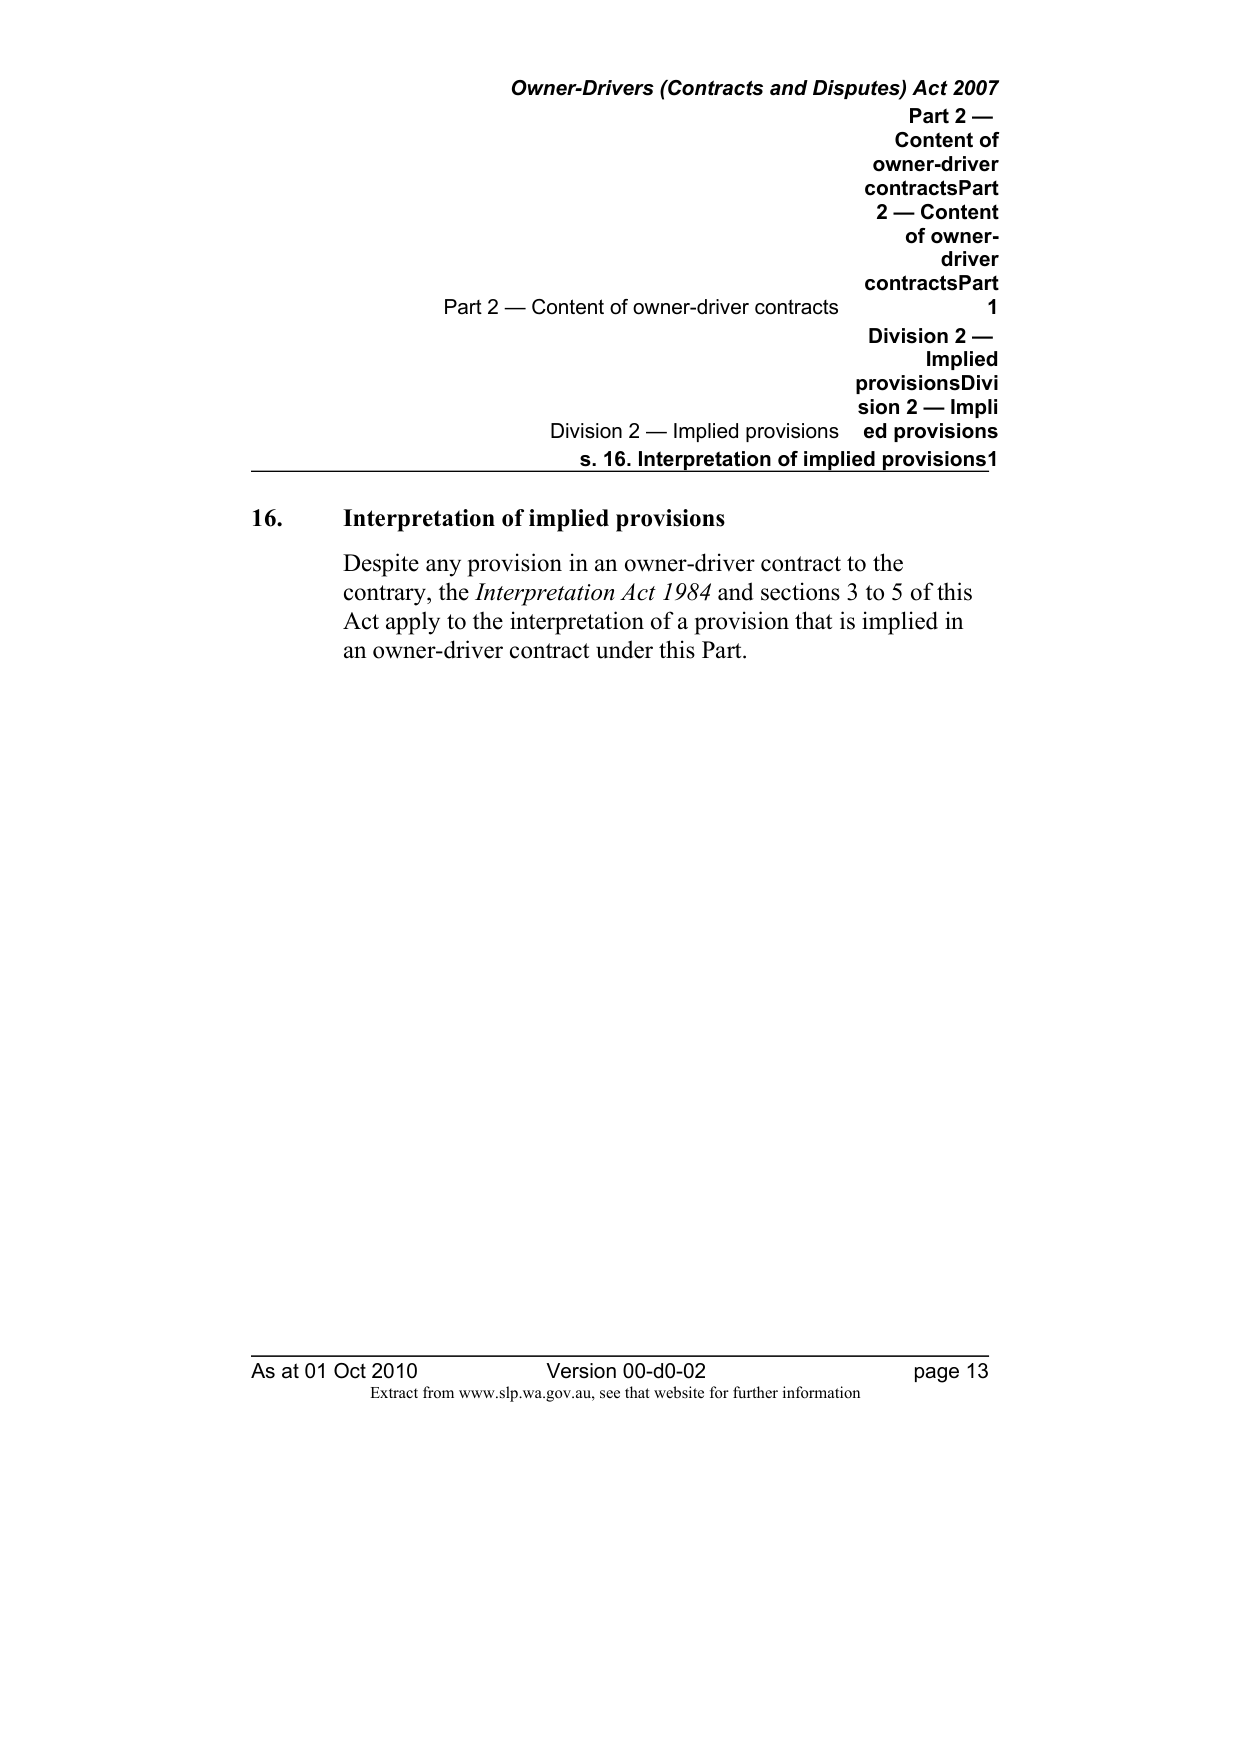 Owner-Drivers (Contracts and Disputes) Act 2007
Part 2 —
Content of
owner-driver
contractsPart
2 — Content
of owner-
driver
contractsPart
Part 2 — Content of owner-driver contracts 1
Division 2 —
Implied
provisionsDivi
sion 2 — Impli
Division 2 — Implied provisions ed provisions
s. 16. Interpretation of implied provisions1
16. Interpretation of implied provisions
Despite any provision in an owner-driver contract to the
contrary, the Interpretation Act 1984 and sections 3 to 5 of this
Act apply to the interpretation of a provision that is implied in
an owner-driver contract under this Part.
As at 01 Oct 2010 Version 00-d0-02 page 13
Extract from www.slp.wa.gov.au, see that website for further information